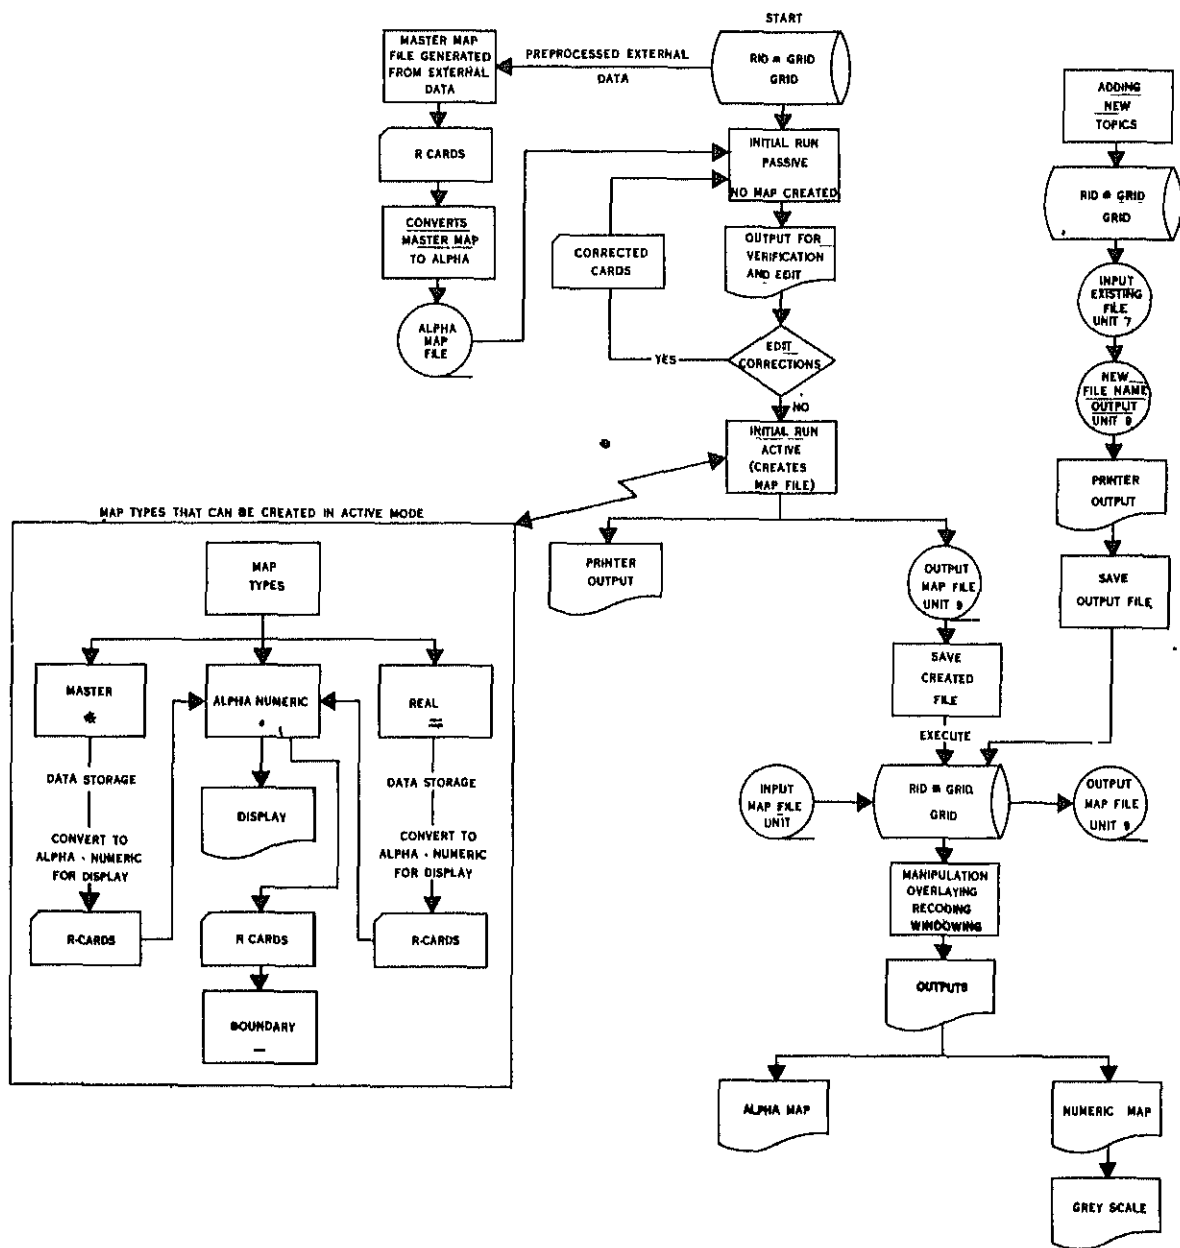 START
MASTER MAP
FILE GENERATED
FROM EXTERNAL
DATA
PREPROCESSED EXTERNAL
DATA
RID = GRID
GRID
R CARDS
CONVERTS
MASTER MAP
TO ALPHA
ALPHA
MAP
FILE
INITIAL RUN
PASSIVE
NO MAP CREATED
CORRECTED
CARDS
OUTPUT FOR
VERIFICATION
AND EDIT
EDIT
CORRECTIONS
YES
NO
INITIAL RUN
ACTIVE
(CREATES
MAP FILE)
ADDING
NEW
TOPICS
RID = GRID
GRID
INPUT
EXISTING
FILE
UNIT 7
NEW
FILE NAME
OUTPUT
UNIT 9
PRINTER
OUTPUT
SAVE
OUTPUT FILE
MAP TYPES THAT CAN BE CREATED IN ACTIVE MODE
MAP
TYPES
MASTER
*
ALPHA NUMERIC
REAL
=
DATA STORAGE
CONVERT TO
ALPHA - NUMERIC
FOR DISPLAY
R-CARDS
DISPLAY
R CARDS
BOUNDARY
–
DATA STORAGE
CONVERT TO
ALPHA - NUMERIC
FOR DISPLAY
R-CARDS
PRINTER
OUTPUT
OUTPUT
MAP FILE
UNIT 9
SAVE
CREATED
FILE
EXECUTE
INPUT
MAP FILE
UNIT
RID = GRID
GRID
OUTPUT
MAP FILE
UNIT 9
MANIPULATION
OVERLAYING
RECODING
WINDOWING
OUTPUTS
ALPHA MAP
NUMERIC MAP
GREY SCALE